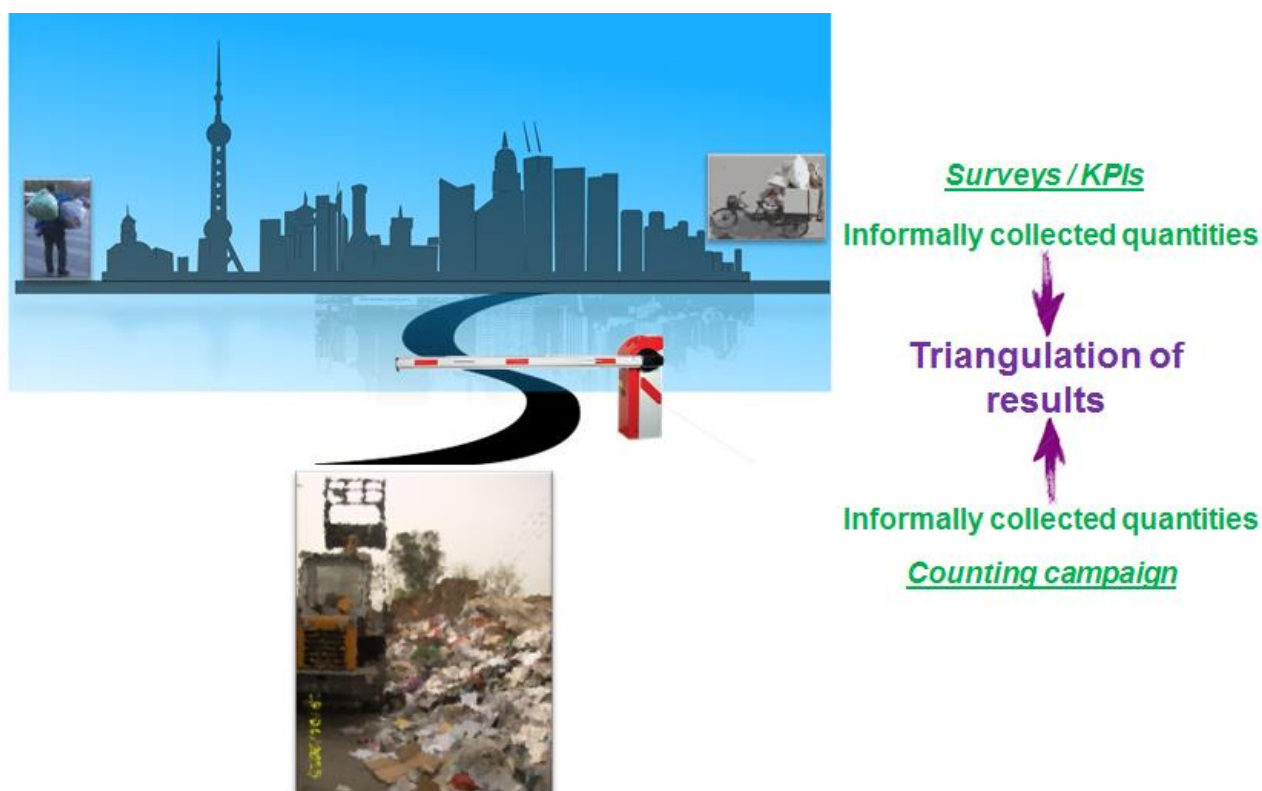 Surveys / KPIs
Informally collected quantities
Triangulation of
results
Informally collected quantities
Counting campaign